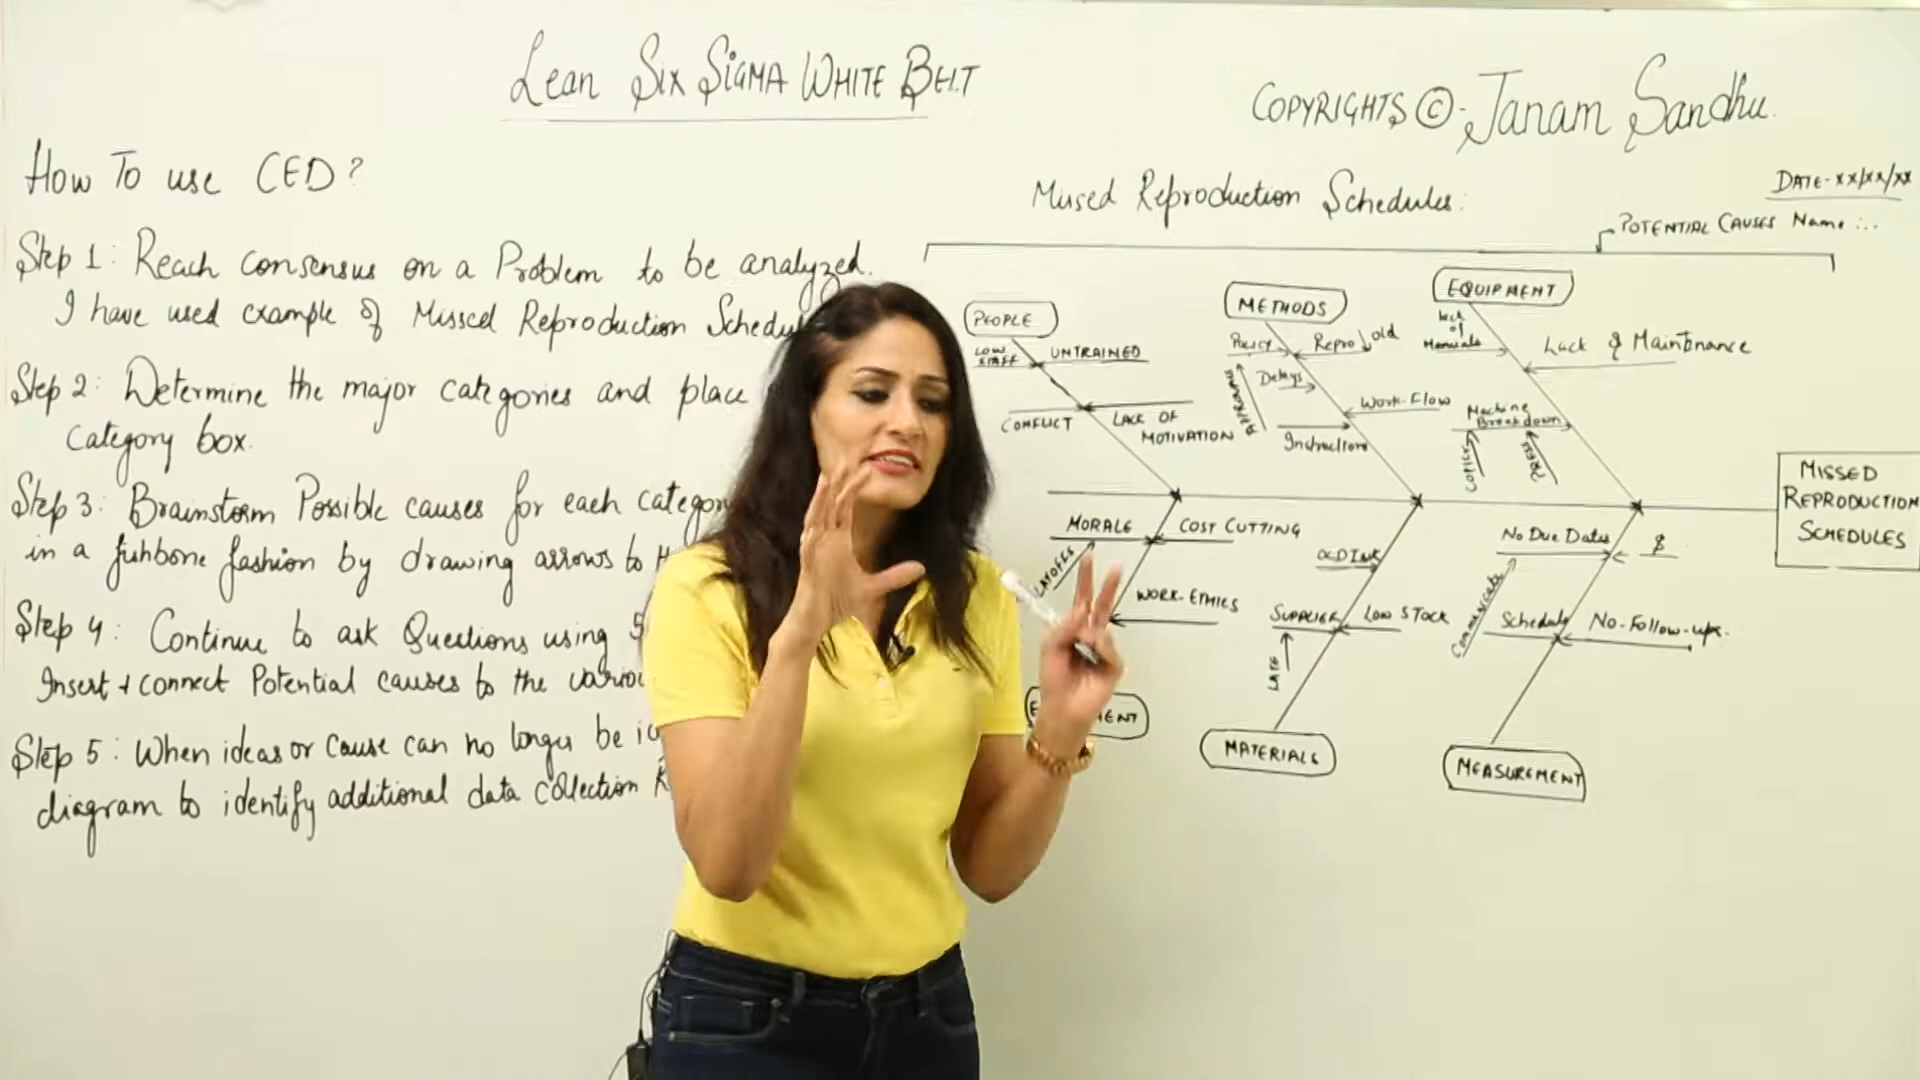 Lean Six Sigma White Belt
COPYRIGHTS © - Janam Sandhu
How To use CED?
Step 1: Reach consensus on a Problem to be analyzed.
I have used example of Missed Reproduction
Step 2: Determine the major categories and place
category box.
Step 3: Brainstorm Possible causes for each
in a fishbone fashion by drawing arrows to
Step 4: Continue to ask Questions using
Insert + connect Potential causes to the
Step 5: When ideas or cause can no longer be
diagram to identify additional data collection
Missed Reproduction Schedules:
DATE-xx/xx/xx
POTENTIAL CAUSES Name:...
PEOPLE
LOW STAFF
UNTRAINED
CONFLICT
LACK OF
MOTIVATION
METHODS
Policy
Repro
old
Delays
Work-Flow
Instruction
EQUIPMENT
lack
of
Manuals
Lack of Maintenance
Machine
Breakdown
COPIER
PRESS
MISSED
REPRODUCTION
SCHEDULES
MORALE
COST CUTTING
LAYOFFS
WORK-ETHICS
OLD INK
SUPPLIER
LOW STOCK
LATE
MATERIALS
No Due Dates
$
Schedule
No-Follow-ups.
MEASUREMENT